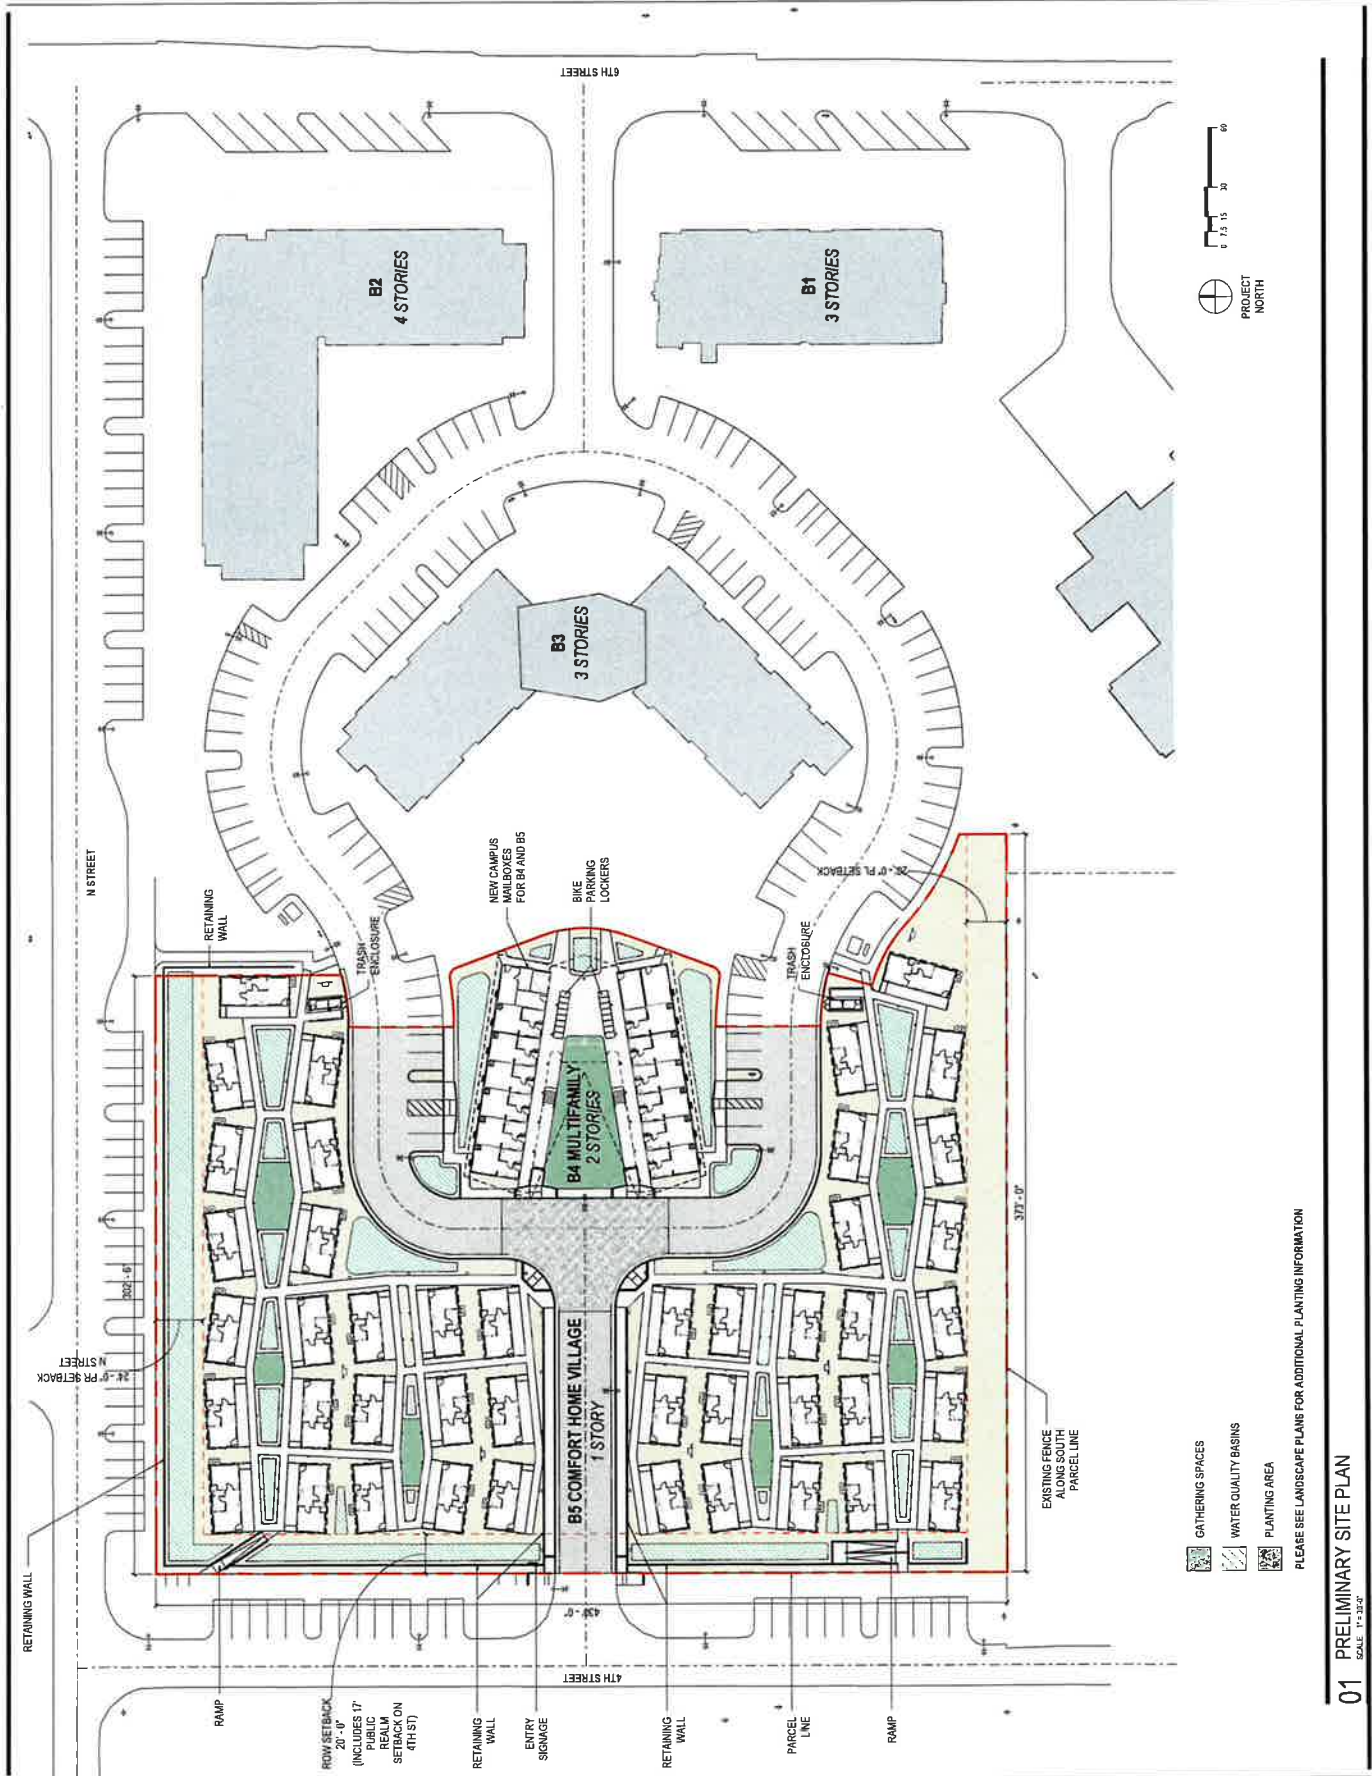 6TH STREET
N STREET
B2
4 STORIES
B1
3 STORIES
B3
3 STORIES
0 7.5 15 30 60
PROJECT
NORTH
RETAINING
WALL
TRASH
ENCLOSURE
NEW CAMPUS
MAILBOXES
FOR B4 AND B5
BIKE
PARKING
LOCKERS
TRASH
ENCLOSURE
20'-0" PL SETBACK
B4 MULTIFAMILY
2 STORIES
302'-6"
24'-0" PR SETBACK
N STREET
373'-0"
B5 COMFORT HOME VILLAGE
1 STORY
430'-0"
EXISTING FENCE
ALONG SOUTH
PARCEL LINE
4TH STREET
RETAINING WALL
RAMP
ROW SETBACK
20'-0"
(INCLUDES 17'
PUBLIC
REALM
SETBACK ON
4TH ST)
RETAINING
WALL
ENTRY
SIGNAGE
RETAINING
WALL
PARCEL
LINE
RAMP
GATHERING SPACES
WATER QUALITY BASINS
PLANTING AREA
PLEASE SEE LANDSCAPE PLANS FOR ADDITIONAL PLANTING INFORMATION
01 PRELIMINARY SITE PLAN
SCALE: 1" = 30'-0"